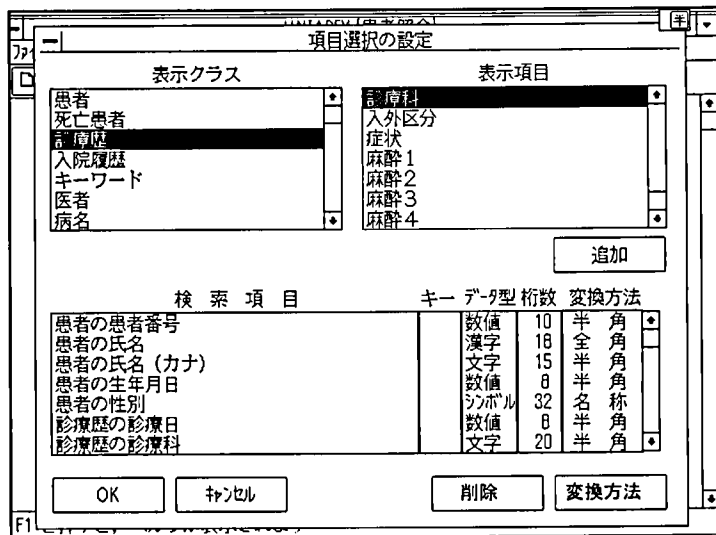 半
項目選択の設定
表示クラス
表示項目
患者
死亡患者
診療歴
入院履歴
キーワード
医者
病名
診療科
入外区分
症状
麻酔1
麻酔2
麻酔3
麻酔4
追加
検 索 項 目 キー データ型 桁数 変換方法
患者の患者番号 数値 10 半 角
患者の氏名 漢字 18 全 角
患者の氏名(カナ) 文字 15 半 角
患者の生年月日 数値 8 半 角
患者の性別 シンボル 32 名 称
診療歴の診療日 数値 8 半 角
診療歴の診療科 文字 20 半 角
OK
キャンセル
削除
変換方法
F1